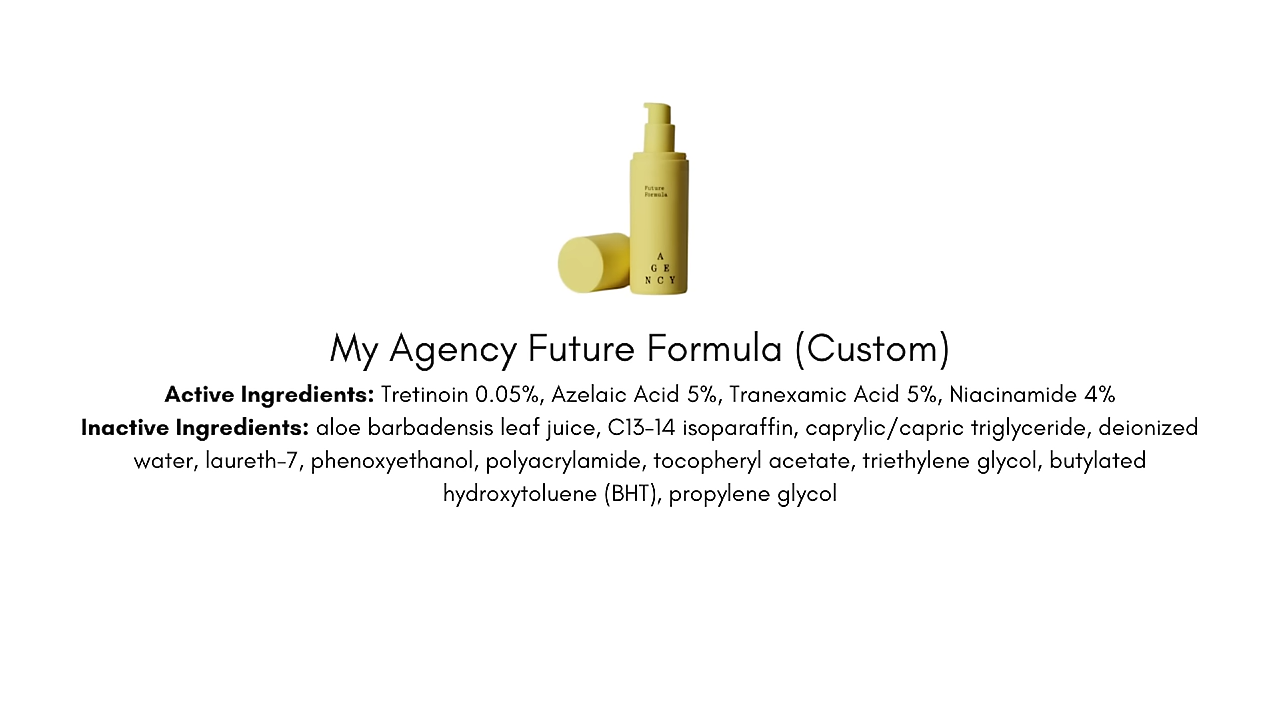 Future
Formula
A
G E
N C Y
My Agency Future Formula (Custom)
Active Ingredients: Tretinoin 0.05%, Azelaic Acid 5%, Tranexamic Acid 5%, Niacinamide 4%
Inactive Ingredients: aloe barbadensis leaf juice, C13-14 isoparaffin, caprylic/capric triglyceride, deionized
water, laureth-7, phenoxyethanol, polyacrylamide, tocopheryl acetate, triethylene glycol, butylated
hydroxytoluene (BHT), propylene glycol